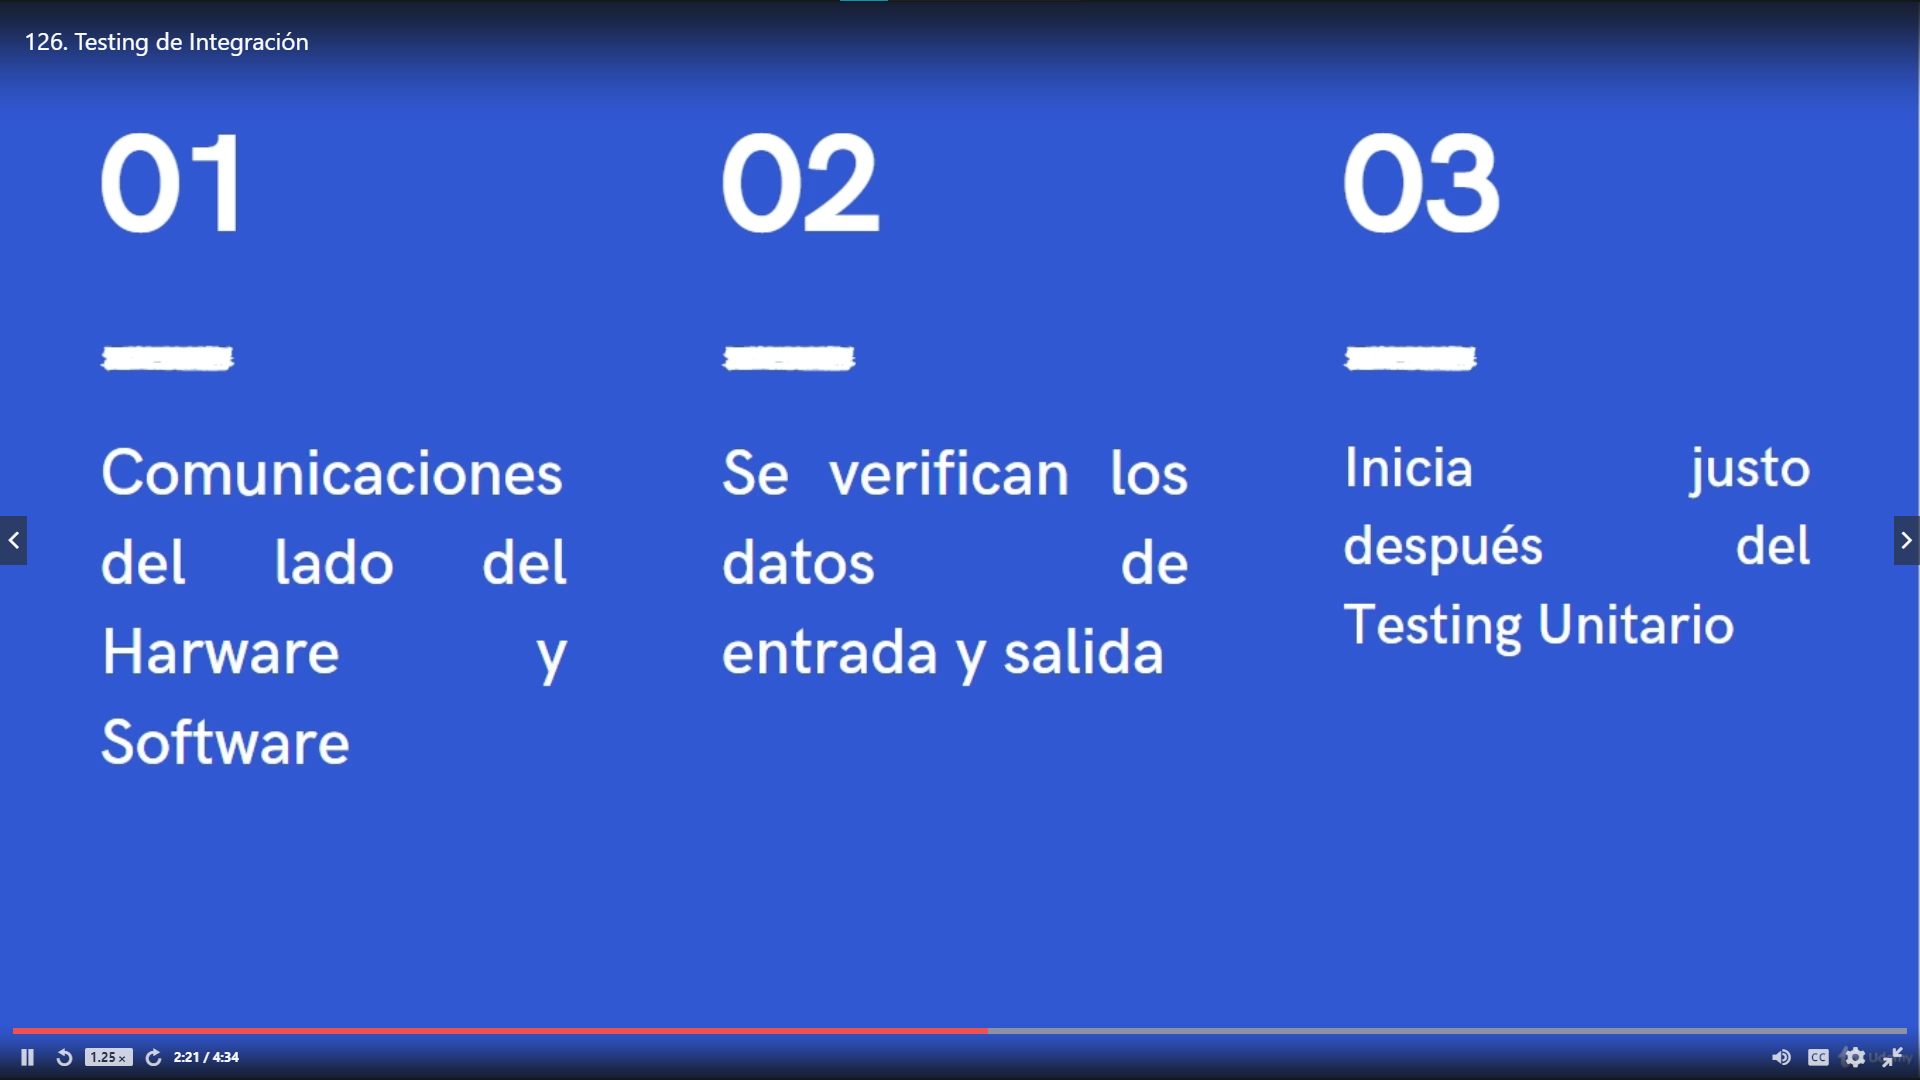 126. Testing de Integración
01
Comunicaciones
del lado del
Harware y
Software
02
Se verifican los
datos de
entrada y salida
03
Inicia justo
después del
Testing Unitario
1.25×
2:21 / 4:34
CC